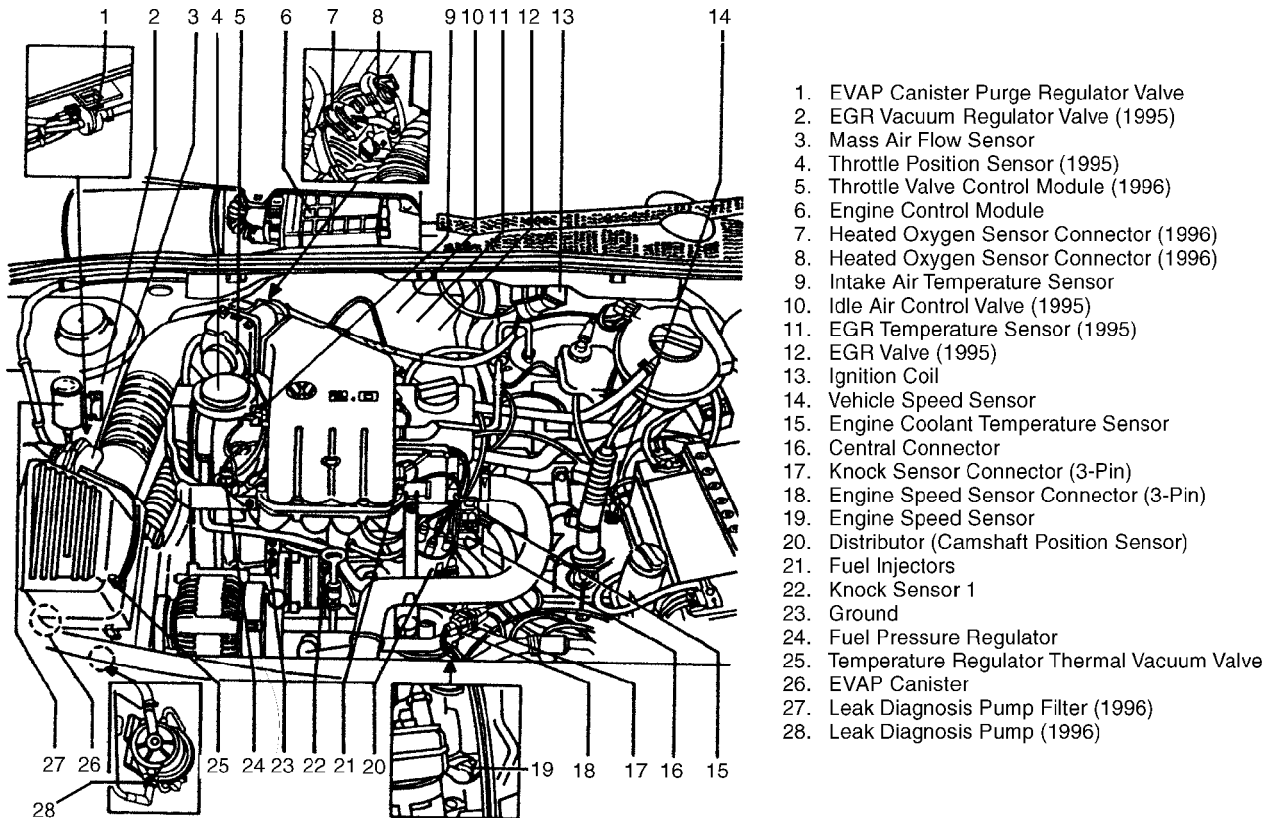 1 2 3 4 5 6 7 8 9 10 11 12 13 14
27 26 25 24 23 22 21 20 19 18 17 16 15
28
1. EVAP Canister Purge Regulator Valve
2. EGR Vacuum Regulator Valve (1995)
3. Mass Air Flow Sensor
4. Throttle Position Sensor (1995)
5. Throttle Valve Control Module (1996)
6. Engine Control Module
7. Heated Oxygen Sensor Connector (1996)
8. Heated Oxygen Sensor Connector (1996)
9. Intake Air Temperature Sensor
10. Idle Air Control Valve (1995)
11. EGR Temperature Sensor (1995)
12. EGR Valve (1995)
13. Ignition Coil
14. Vehicle Speed Sensor
15. Engine Coolant Temperature Sensor
16. Central Connector
17. Knock Sensor Connector (3-Pin)
18. Engine Speed Sensor Connector (3-Pin)
19. Engine Speed Sensor
20. Distributor (Camshaft Position Sensor)
21. Fuel Injectors
22. Knock Sensor 1
23. Ground
24. Fuel Pressure Regulator
25. Temperature Regulator Thermal Vacuum Valve
26. EVAP Canister
27. Leak Diagnosis Pump Filter (1996)
28. Leak Diagnosis Pump (1996)